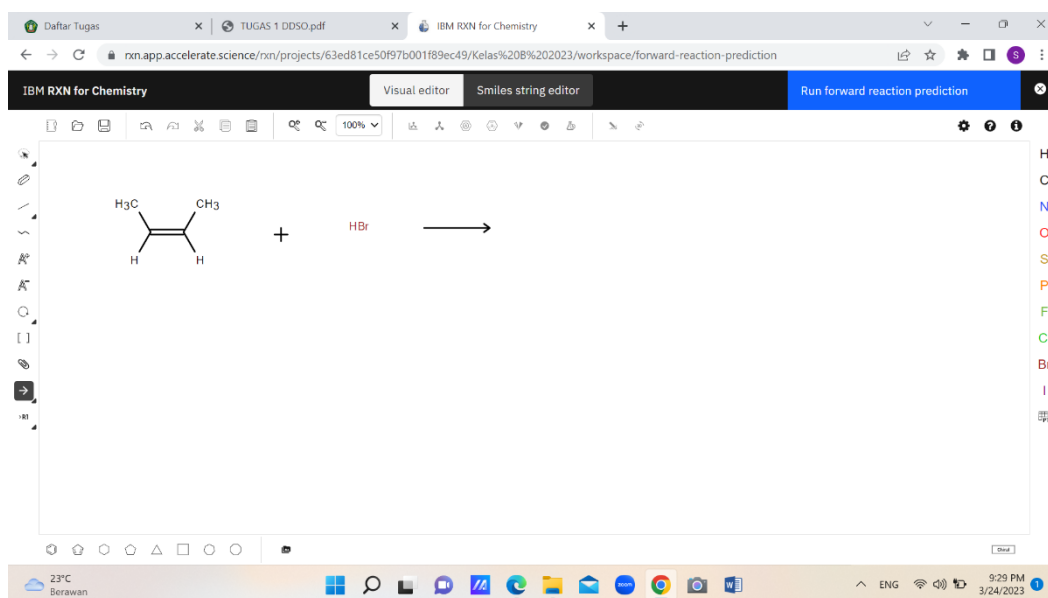 Daftar Tugas
TUGAS 1 DDSO.pdf
IBM RXN for Chemistry
rxn.app.accelerate.science/rxn/projects/63ed81ce50f97b001f89ec49/Kelas%20B%202023/workspace/forward-reaction-prediction
S
IBM RXN for Chemistry
Visual editor
Smiles string editor
Run forward reaction prediction
100%
H
C
N
O
S
P
F
Br
I
H3C
CH3
H
H
+
HBr
23°C
Berawan
zoom
ENG
9:29 PM
3/24/2023
1